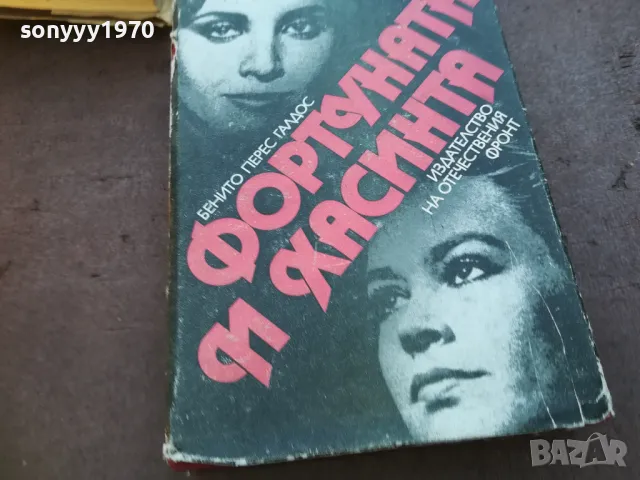 sonyyy1970
БЕНИТО ПЕРЕС ГАЛДОС
ФОРТУНАТА
И ХАСИНТА
ИЗДАТЕЛСТВО
НА ОТЕЧЕСТВЕНИЯ
ФРОНТ
BAZAR